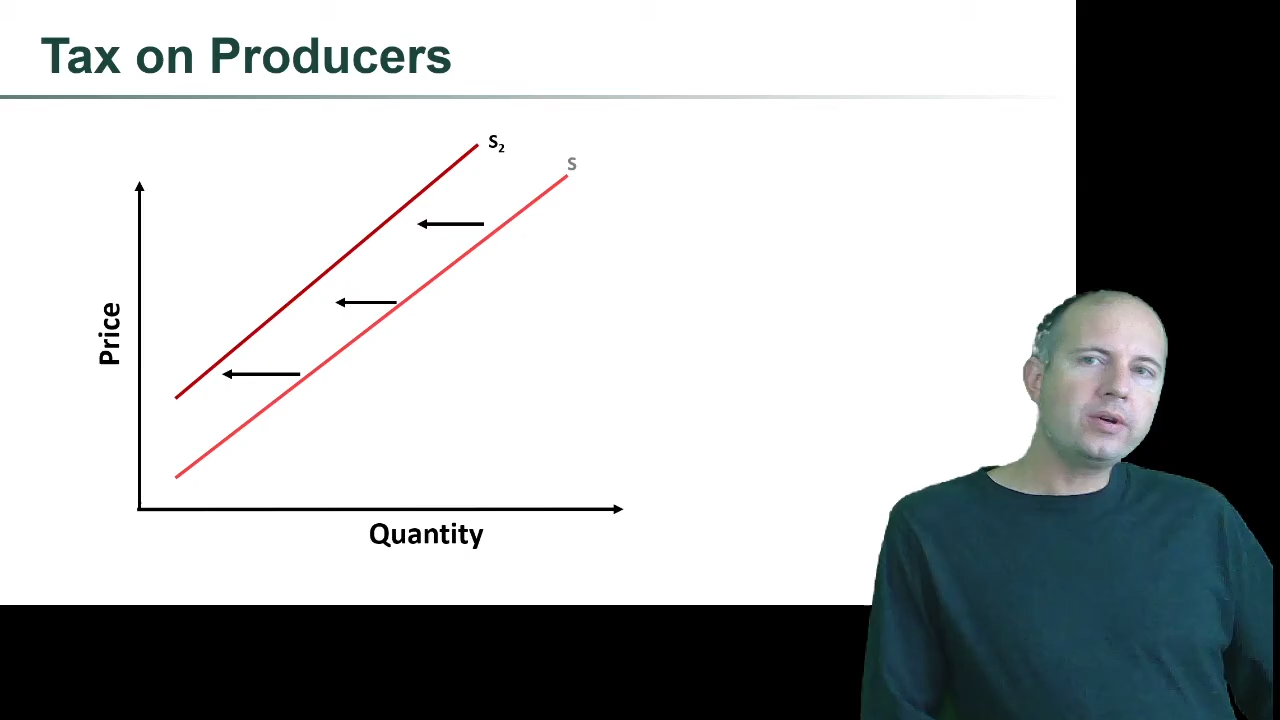 Tax on Producers
S₂
S
Price
Quantity